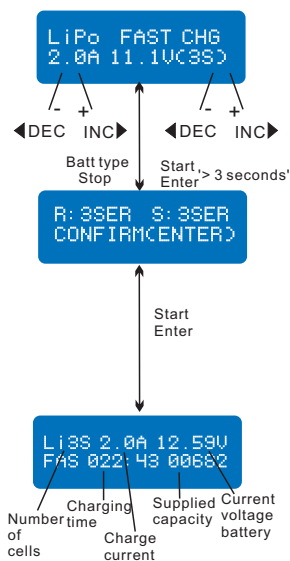 LiPo FAST CHG
2.0A 11.1V(3S)
- + - +
◀DEC INC▶ ◀DEC INC▶
Batt type
Stop
Start
Enter '> 3 seconds'
R: 3SER S: 3SER
CONFIRM(ENTER)
Start
Enter
Li3S 2.0A 12.59V
FAS 022:43 00682
Number
of
cells
Charging
time
Charge
current
Supplied
capacity
Current
voltage
battery